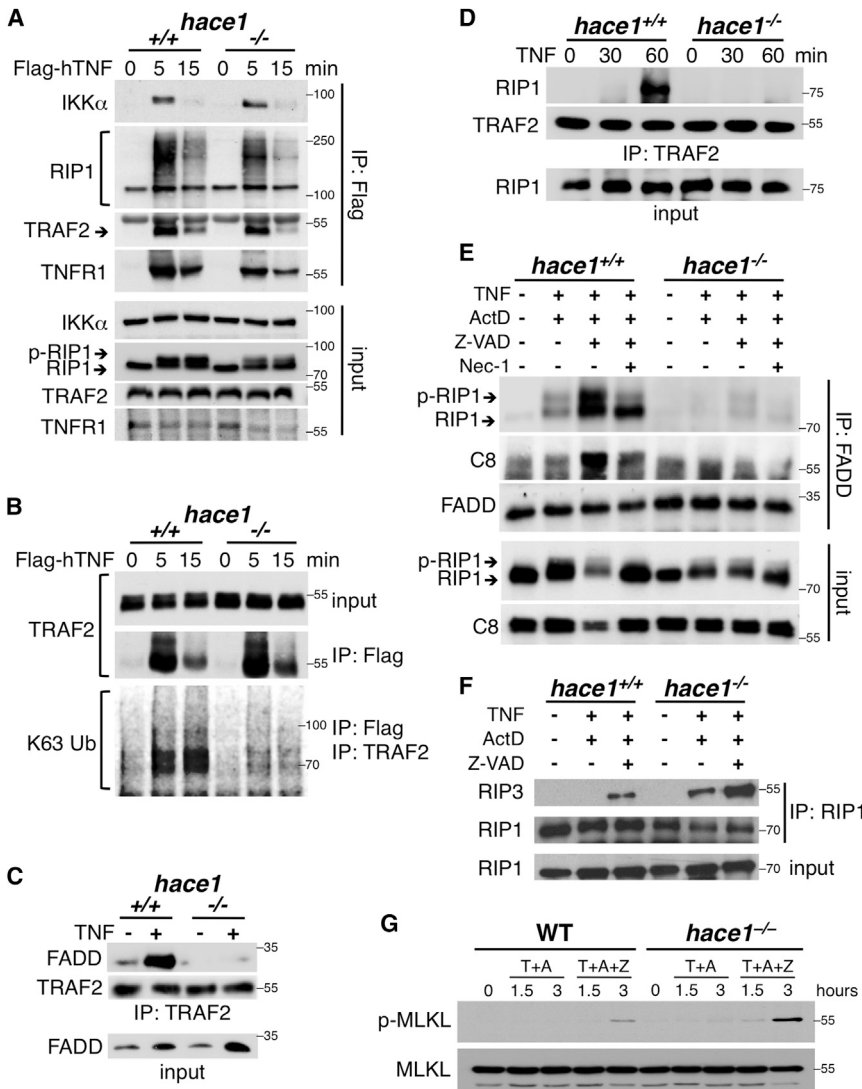 A
hace1
+/+ -/-
Flag-hTNF 0 5 15 0 5 15 min
IKKα –100
RIP1 –250
–100
TRAF2 → –55
TNFR1 –55
IP: Flag
IKKα –100
p-RIP1 → –100
RIP1 → 70
TRAF2 –55
TNFR1 –55
input
B
hace1
+/+ -/-
Flag-hTNF 0 5 15 0 5 15 min
TRAF2
–55 input
–55 IP: Flag
K63 Ub
–100 IP: Flag
IP: TRAF2
–70
C
hace1
+/+ -/-
TNF - + - +
FADD –35
TRAF2 –55
IP: TRAF2
FADD –35
input
D
hace1+/+ hace1-/-
TNF 0 30 60 0 30 60 min
RIP1 –75
TRAF2 –55
IP: TRAF2
RIP1 –75
input
E
hace1+/+ hace1-/-
TNF - + + + - + + +
ActD - + + + - + + +
Z-VAD + + + +
Nec-1 + +
p-RIP1→
RIP1→ –70
C8 –55
FADD –35
IP: FADD
p-RIP1→
RIP1→ –70
C8 –55
input
F
hace1+/+ hace1-/-
TNF - + + - + +
ActD - + + - + +
Z-VAD - - + - - +
RIP3 –55
RIP1 –70
IP: RIP1
RIP1 –70 input
G
WT hace1–/–
T+A T+A+Z T+A T+A+Z
0 1.5 3 1.5 3 0 1.5 3 1.5 3 hours
p-MLKL –55
MLKL –55